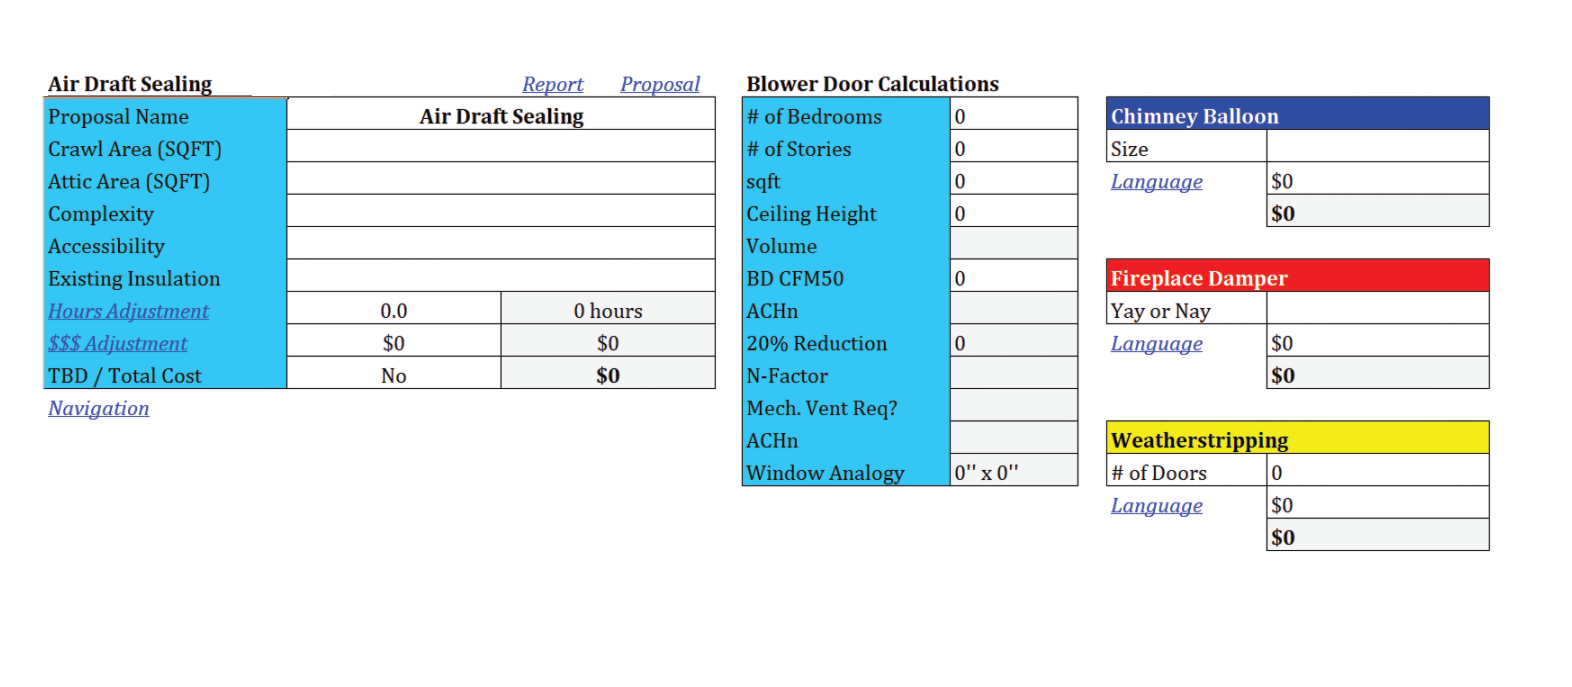 Air Draft Sealing Report Proposal
Proposal Name Air Draft Sealing
Crawl Area (SQFT)
Attic Area (SQFT)
Complexity
Accessibility
Existing Insulation
Hours Adjustment 0.0 0 hours
$$$ Adjustment $0 $0
TBD / Total Cost No $0
Navigation
Blower Door Calculations
# of Bedrooms 0
# of Stories 0
sqft 0
Ceiling Height 0
Volume
BD CFM50 0
ACHn
20% Reduction 0
N-Factor
Mech. Vent Req?
ACHn
Window Analogy 0'' x 0''
Chimney Balloon
Size
Language $0
$0
Fireplace Damper
Yay or Nay
Language $0
$0
Weatherstripping
# of Doors 0
Language $0
$0